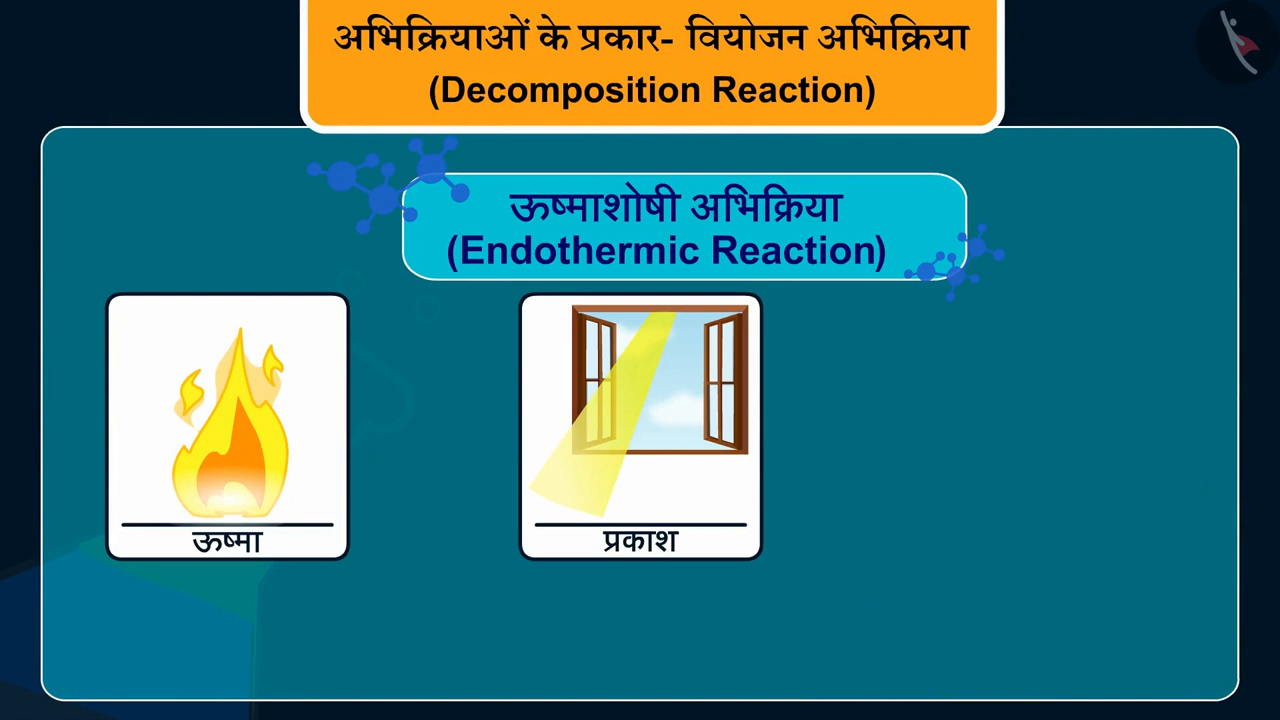 अभिक्रियाओं के प्रकार- वियोजन अभिक्रिया
(Decomposition Reaction)
ऊष्माशोषी अभिक्रिया
(Endothermic Reaction)
ऊष्मा
प्रकाश